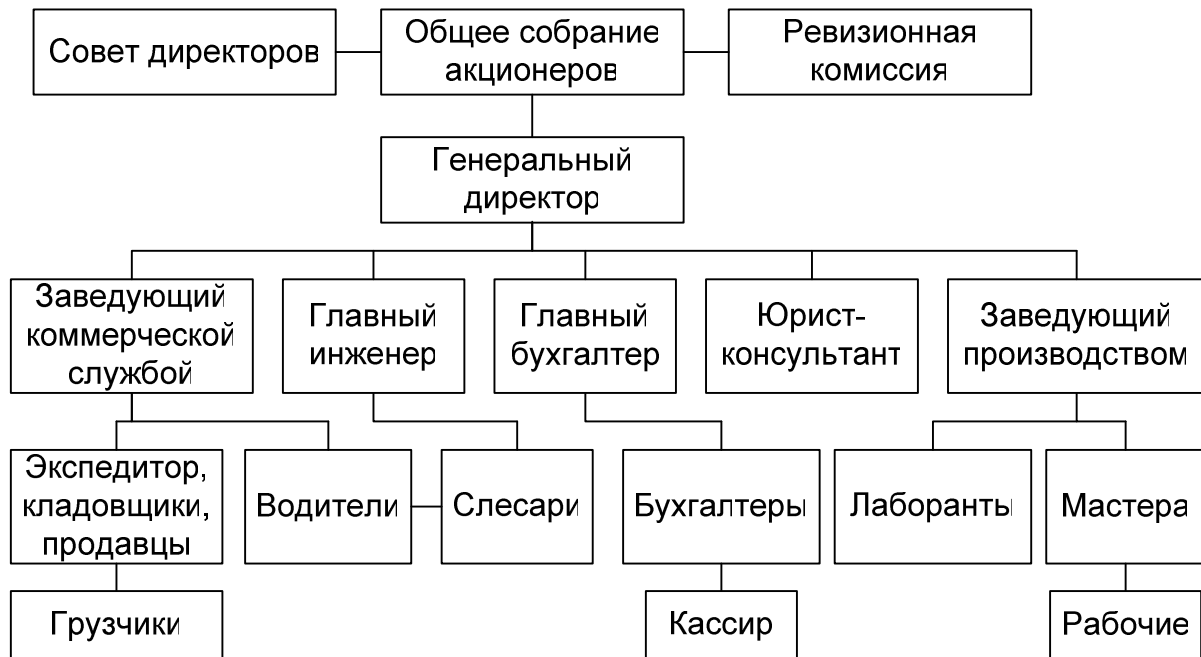 Совет директоров
Общее собрание
акционеров
Ревизионная
комиссия
Генеральный
директор
Заведующий
коммерческой
службой
Главный
инженер
Главный
бухгалтер
Юрист-
консультант
Заведующий
производством
Экспедитор,
кладовщики,
продавцы
Водители
Слесари
Бухгалтеры
Лаборанты
Мастера
Грузчики
Кассир
Рабочие